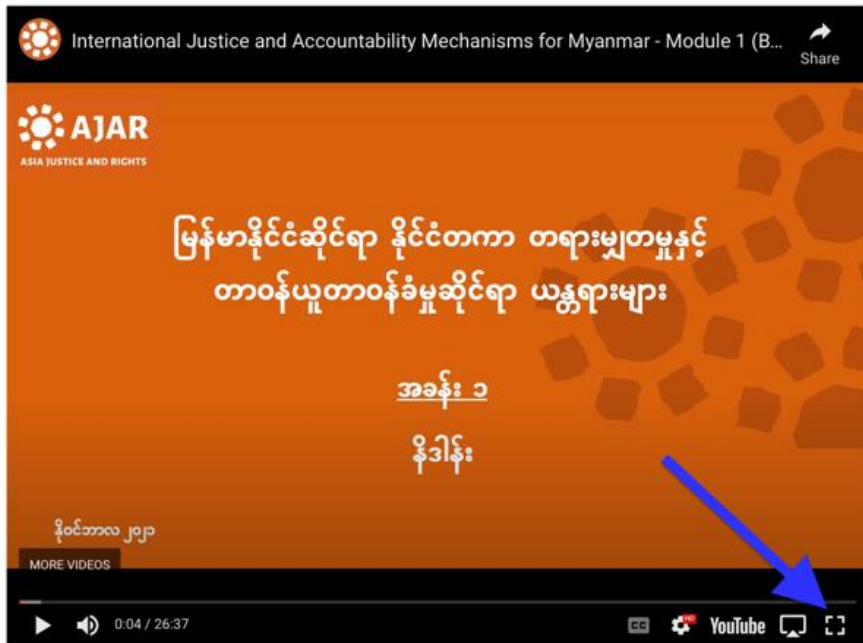 International Justice and Accountability Mechanisms for Myanmar - Module 1 (B...
Share
AJAR
ASIA JUSTICE AND RIGHTS
မြန်မာနိုင်ငံဆိုင်ရာ နိုင်ငံတကာ တရားမျှတမှုနှင့်
တာဝန်ယူတာဝန်ခံမှုဆိုင်ရာ ယန္တရားများ
အခန်း ၁
နိဒါန်း
နိုဝင်ဘာလ ၂၀၂၁
MORE VIDEOS
0:04 / 26:37
CC
HD
YouTube